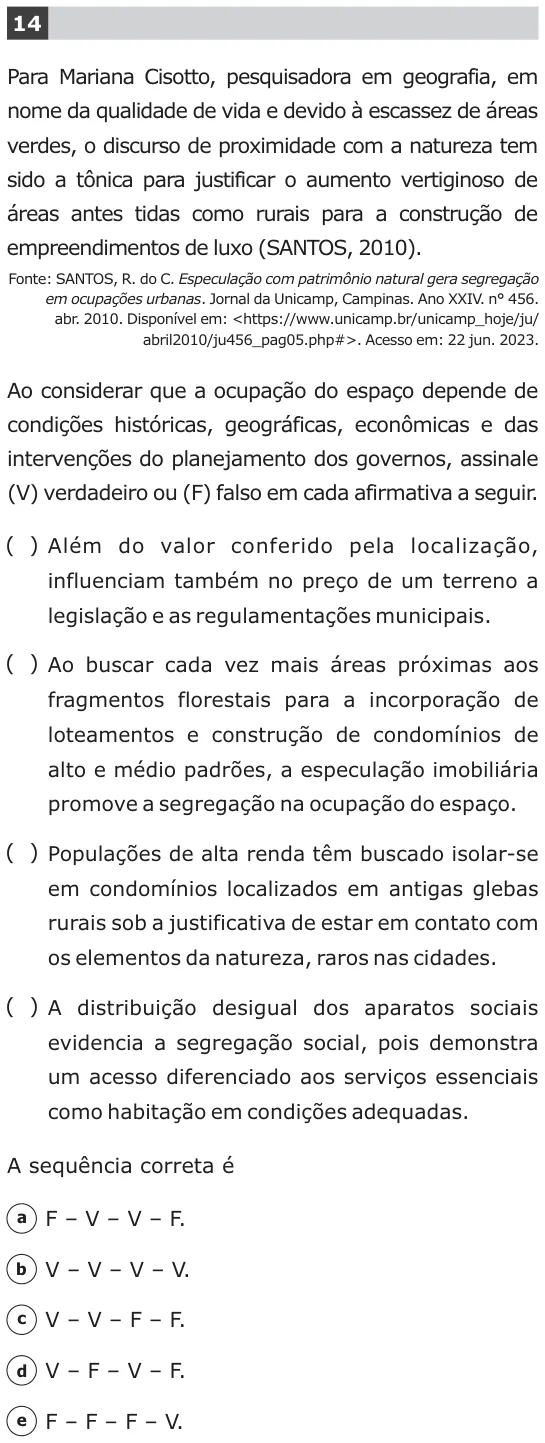 14
Para Mariana Cisotto, pesquisadora em geografia, em
nome da qualidade de vida e devido à escassez de áreas
verdes, o discurso de proximidade com a natureza tem
sido a tônica para justificar o aumento vertiginoso de
áreas antes tidas como rurais para a construção de
empreendimentos de luxo (SANTOS, 2010).
Fonte: SANTOS, R. do C. Especulação com patrimônio natural gera segregação
em ocupações urbanas. Jornal da Unicamp, Campinas. Ano XXIV. nº 456.
abr. 2010. Disponível em: <https://www.unicamp.br/unicamp_hoje/ju/
abril2010/ju456_pag05.php#>. Acesso em: 22 jun. 2023.
Ao considerar que a ocupação do espaço depende de
condições históricas, geográficas, econômicas e das
intervenções do planejamento dos governos, assinale
(V) verdadeiro ou (F) falso em cada afirmativa a seguir.
( ) Além do valor conferido pela localização,
influenciam também no preço de um terreno a
legislação e as regulamentações municipais.
( ) Ao buscar cada vez mais áreas próximas aos
fragmentos florestais para a incorporação de
loteamentos e construção de condomínios de
alto e médio padrões, a especulação imobiliária
promove a segregação na ocupação do espaço.
( ) Populações de alta renda têm buscado isolar-se
em condomínios localizados em antigas glebas
rurais sob a justificativa de estar em contato com
os elementos da natureza, raros nas cidades.
( ) A distribuição desigual dos aparatos sociais
evidencia a segregação social, pois demonstra
um acesso diferenciado aos serviços essenciais
como habitação em condições adequadas.
A sequência correta é
a F – V – V – F.
b V – V – V – V.
c V – V – F – F.
d V – F – V – F.
e F – F – F – V.